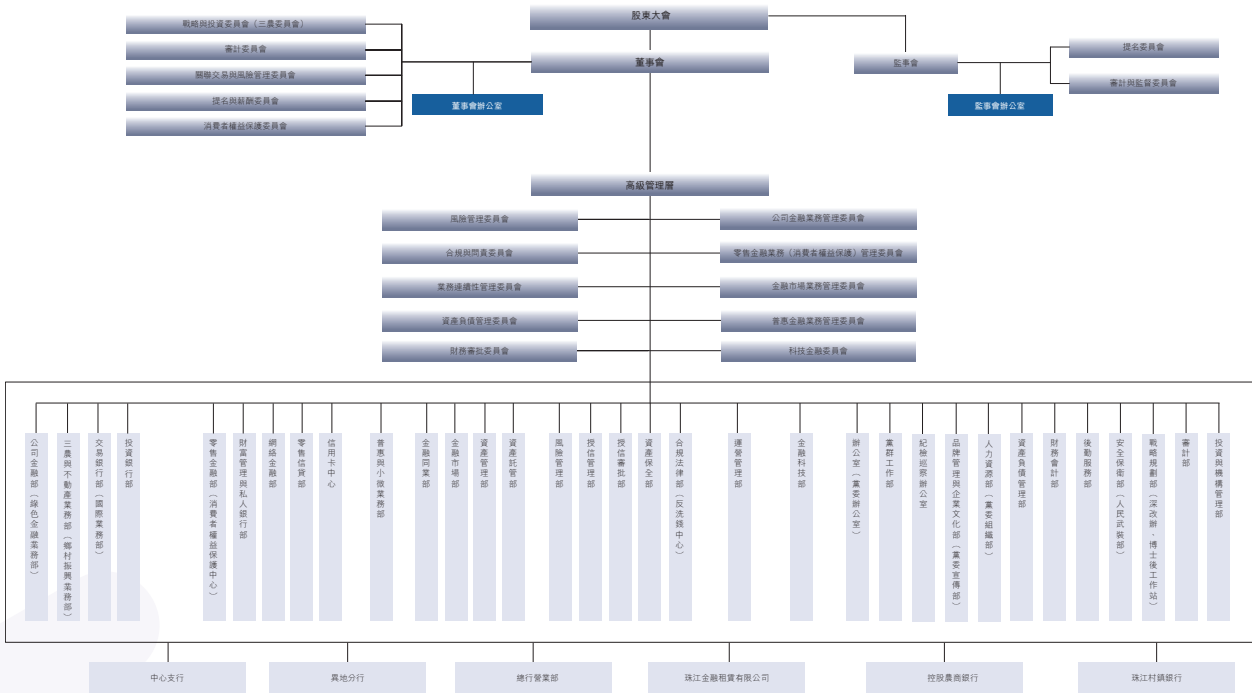 股東大會
戰略與投資委員會（三農委員會）
審計委員會
關聯交易與風險管理委員會
提名與薪酬委員會
消費者權益保護委員會
董事會
董事會辦公室
監事會
監事會辦公室
提名委員會
審計與監督委員會
高級管理層
風險管理委員會
公司金融業務管理委員會
合規與問責委員會
零售金融業務（消費者權益保護）管理委員會
業務連續性管理委員會
金融市場業務管理委員會
資產負債管理委員會
普惠金融業務管理委員會
財務審批委員會
科技金融委員會
公司金融部（綠色金融業務部）
三農與不動產業務部（鄉村振興業務部）
交易銀行部（國際業務部）
投資銀行部
零售金融部（消費者權益保護中心）
財富管理與私人銀行部
網絡金融部
零售信貸部
信用卡中心
普惠與小微業務部
金融同業部
金融市場部
資產管理部
資產託管部
風險管理部
授信管理部
授信審批部
資產保全部
合規法律部（反洗錢中心）
運營管理部
金融科技部
辦公室（黨委辦公室）
黨群工作部
紀檢巡察辦公室
品牌管理與企業文化部（黨委宣傳部）
人力資源部（黨委組織部）
資產負債管理部
財務會計部
後勤服務部
安全保衛部（人民武裝部）
戰略規劃部（深改辦、博士後工作站）
審計部
投資與機構管理部
中心支行
異地分行
總行營業部
珠江金融租賃有限公司
控股農商銀行
珠江村鎮銀行